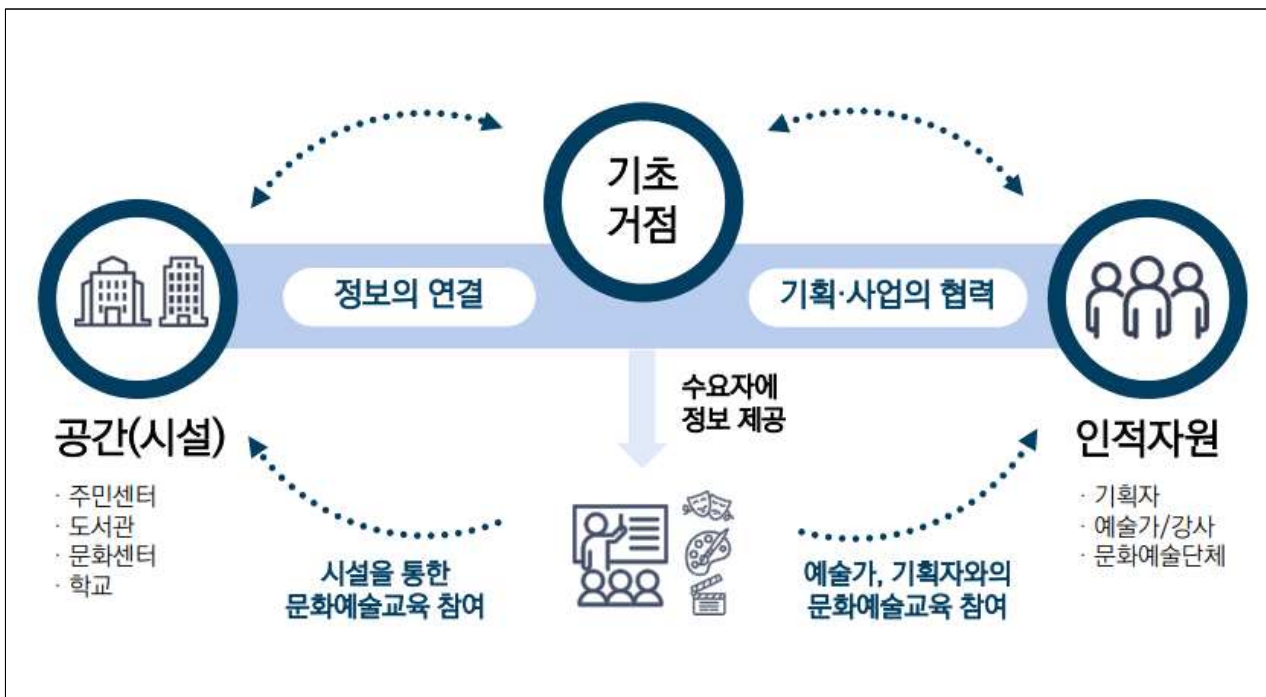 기초
거점
정보의 연결
기획·사업의 협력
수요자에
정보 제공
공간(시설)
· 주민센터
· 도서관
· 문화센터
· 학교
인적자원
· 기획자
· 예술가/강사
· 문화예술단체
시설을 통한
문화예술교육 참여
예술가, 기획자와의
문화예술교육 참여